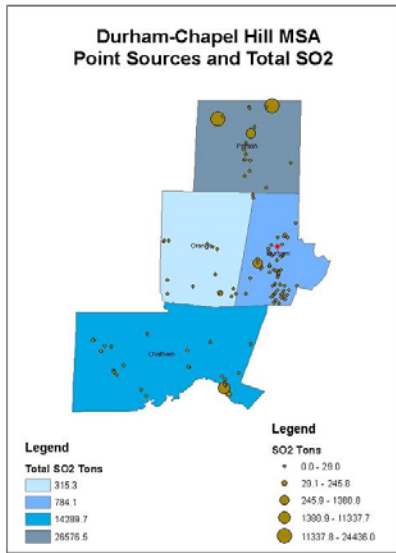 Durham-Chapel Hill MSA
Point Sources and Total SO2
Person
Orange
Durham
Chatham
Legend
Total SO2 Tons
315.3
784.1
14289.7
26576.5
Legend
SO2 Tons
0.0 - 29.0
29.1 - 245.8
245.9 - 1380.8
1380.9 - 11337.7
11337.8 - 24436.0